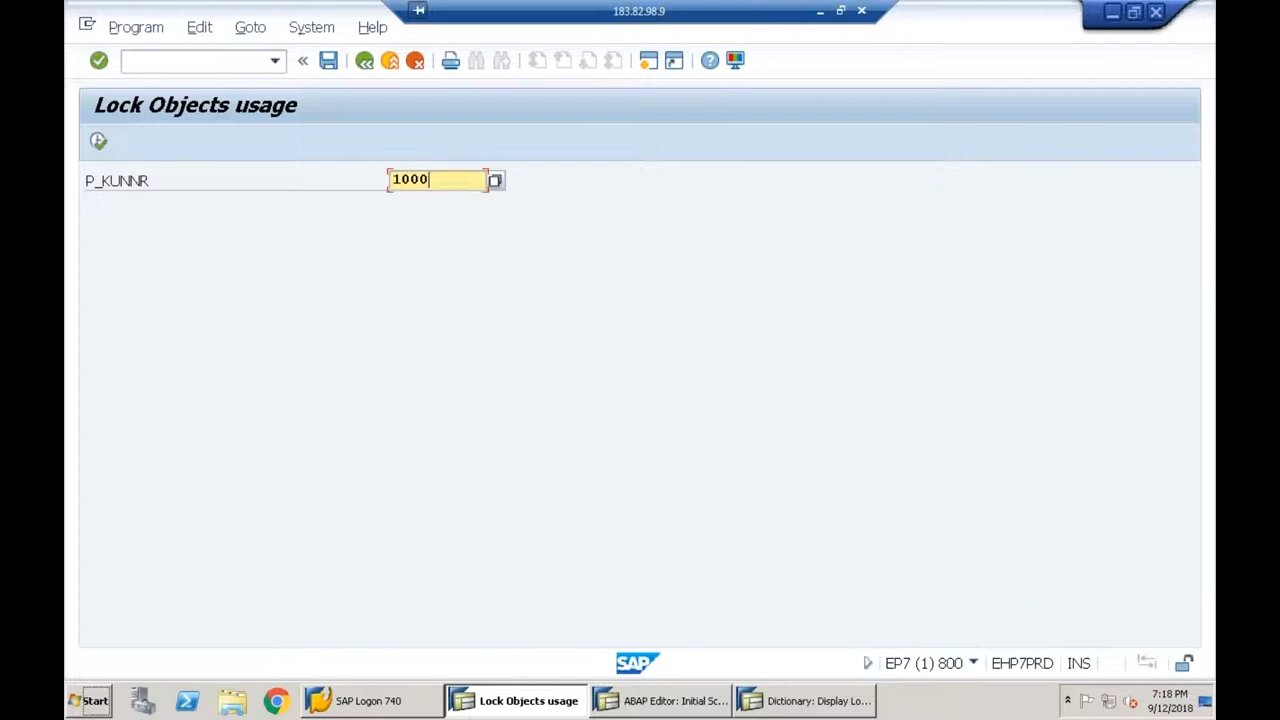 183.82.98.9
Program Edit Goto System Help
Lock Objects usage
P_KUNNR 1000
SAP
EP7 (1) 800 EHP7PRD INS
Start SAP Logon 740 Lock Objects usage ABAP Editor: Initial Sc... Dictionary: Display Lo... 7:18 PM
9/12/2018